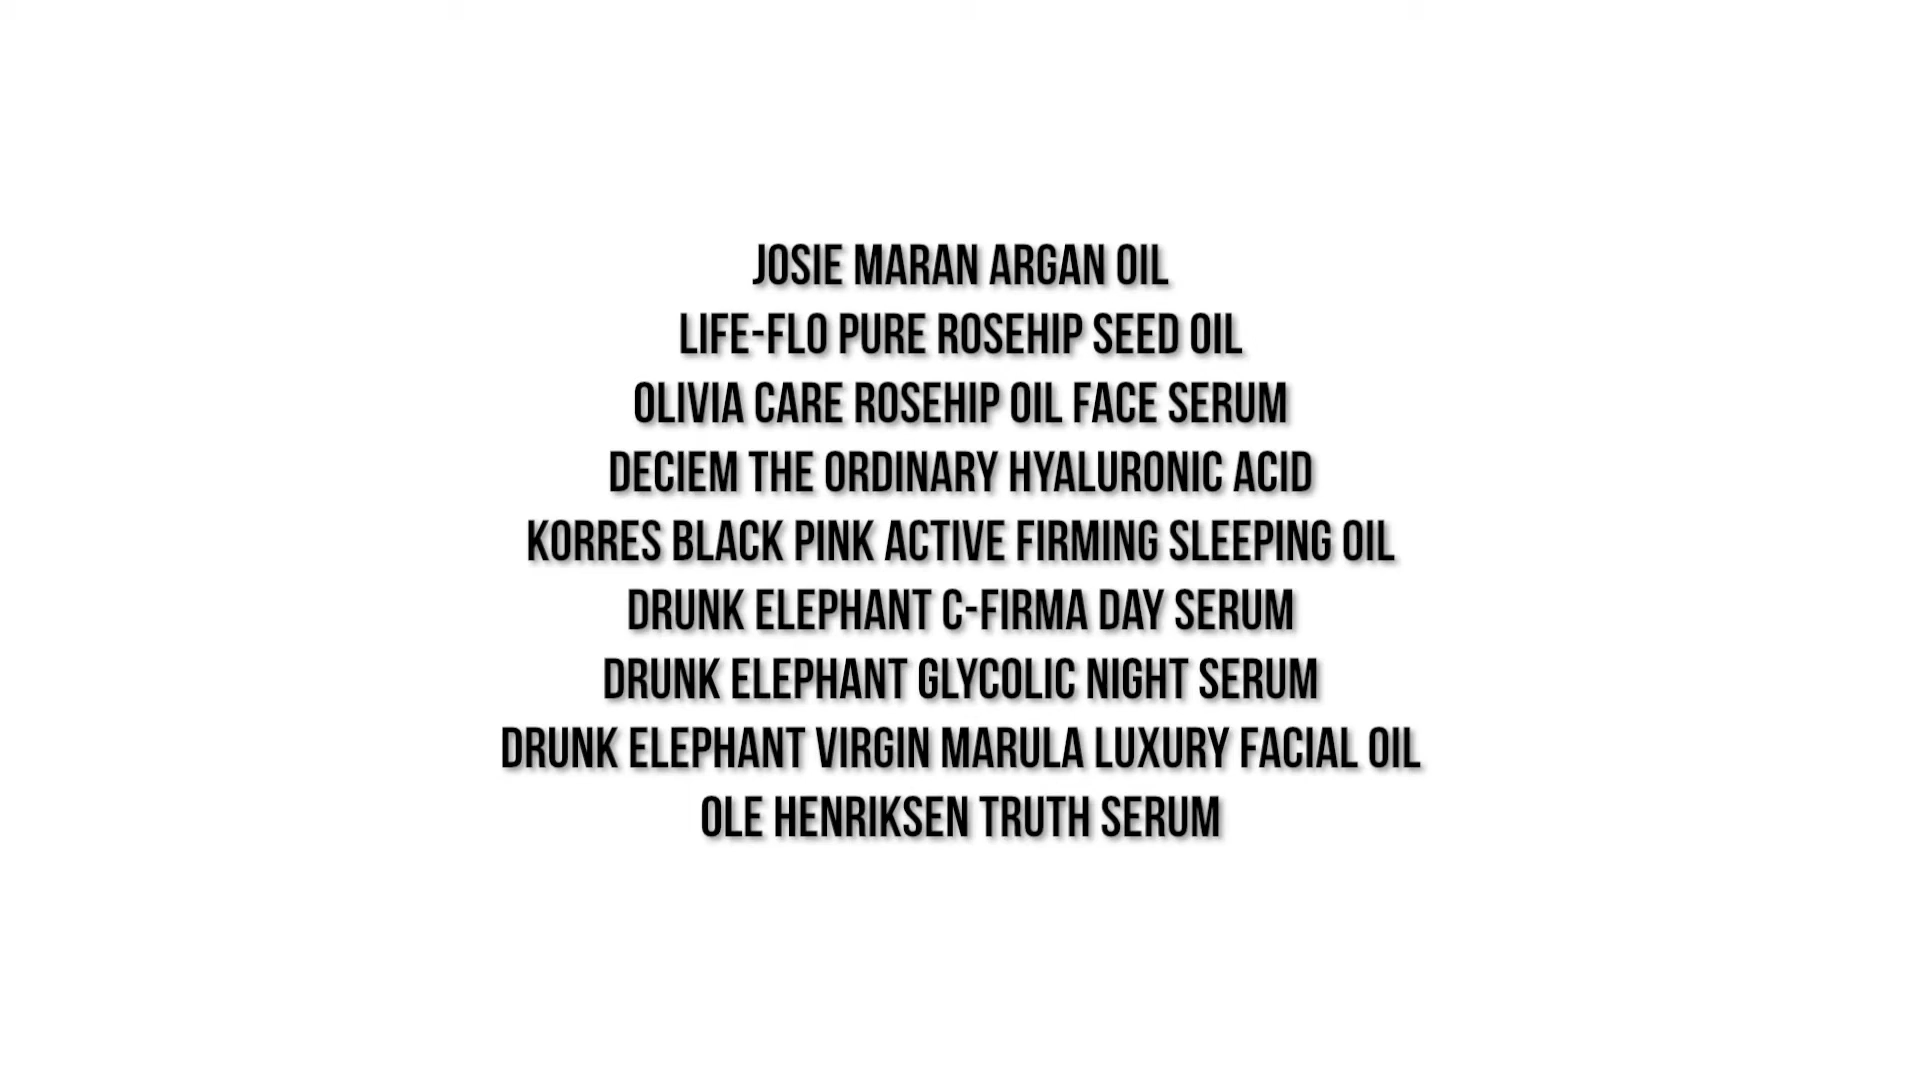 JOSIE MARAN ARGAN OIL
LIFE-FLO PURE ROSEHIP SEED OIL
OLIVIA CARE ROSEHIP OIL FACE SERUM
DECIEM THE ORDINARY HYALURONIC ACID
KORRES BLACK PINK ACTIVE FIRMING SLEEPING OIL
DRUNK ELEPHANT C-FIRMA DAY SERUM
DRUNK ELEPHANT GLYCOLIC NIGHT SERUM
DRUNK ELEPHANT VIRGIN MARULA LUXURY FACIAL OIL
OLE HENRIKSEN TRUTH SERUM